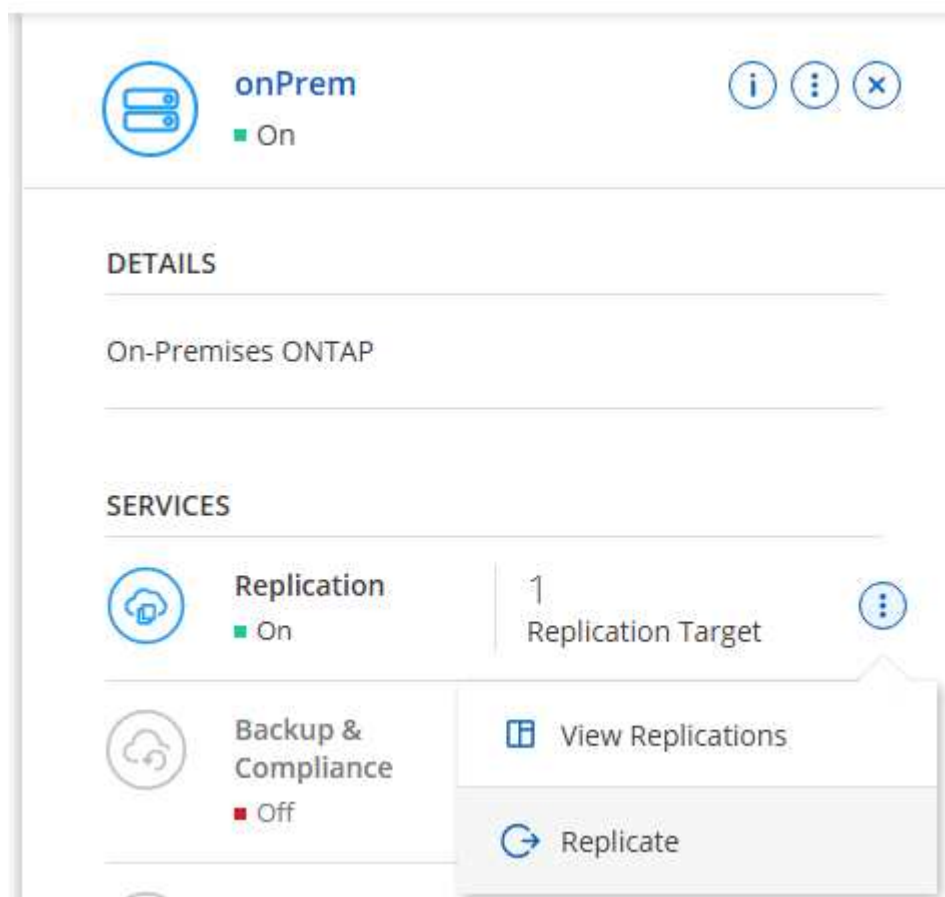 onPrem
On
DETAILS
On-Premises ONTAP
SERVICES
Replication
On
1
Replication Target
Backup &
Compliance
Off
View Replications
Replicate